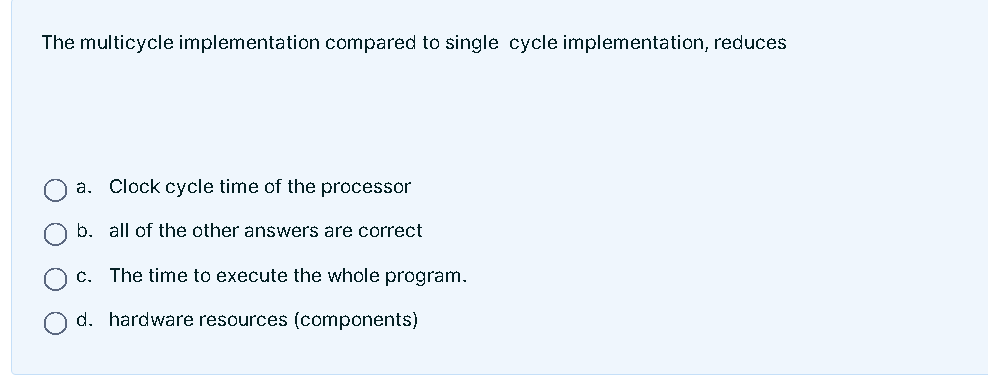 The multicycle implementation compared to single cycle implementation, reduces
a. Clock cycle time of the processor
b. all of the other answers are correct
c. The time to execute the whole program.
d. hardware resources (components)